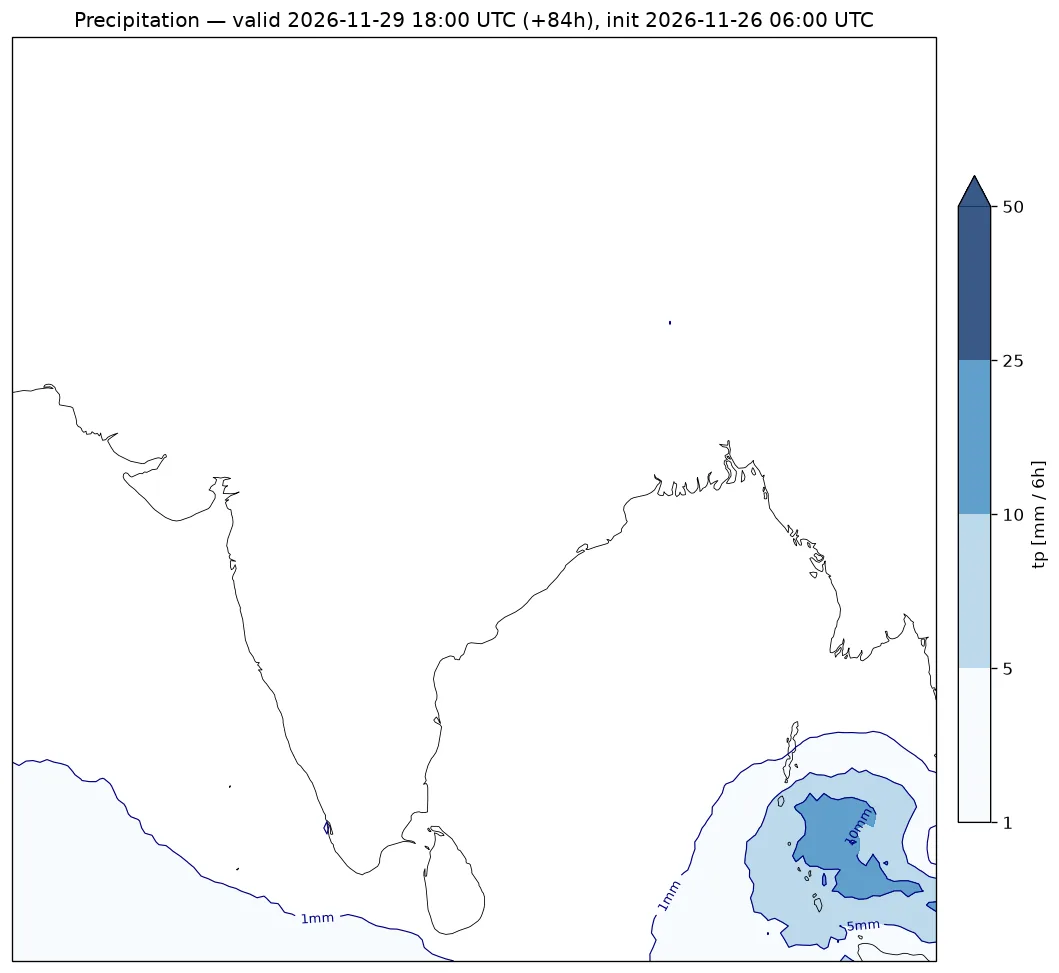 Precipitation — valid 2026-11-29 18:00 UTC (+84h), init 2026-11-26 06:00 UTC
50
25
10
5
1
tp [mm / 6h]
10mm
1mm
1mm
5mm